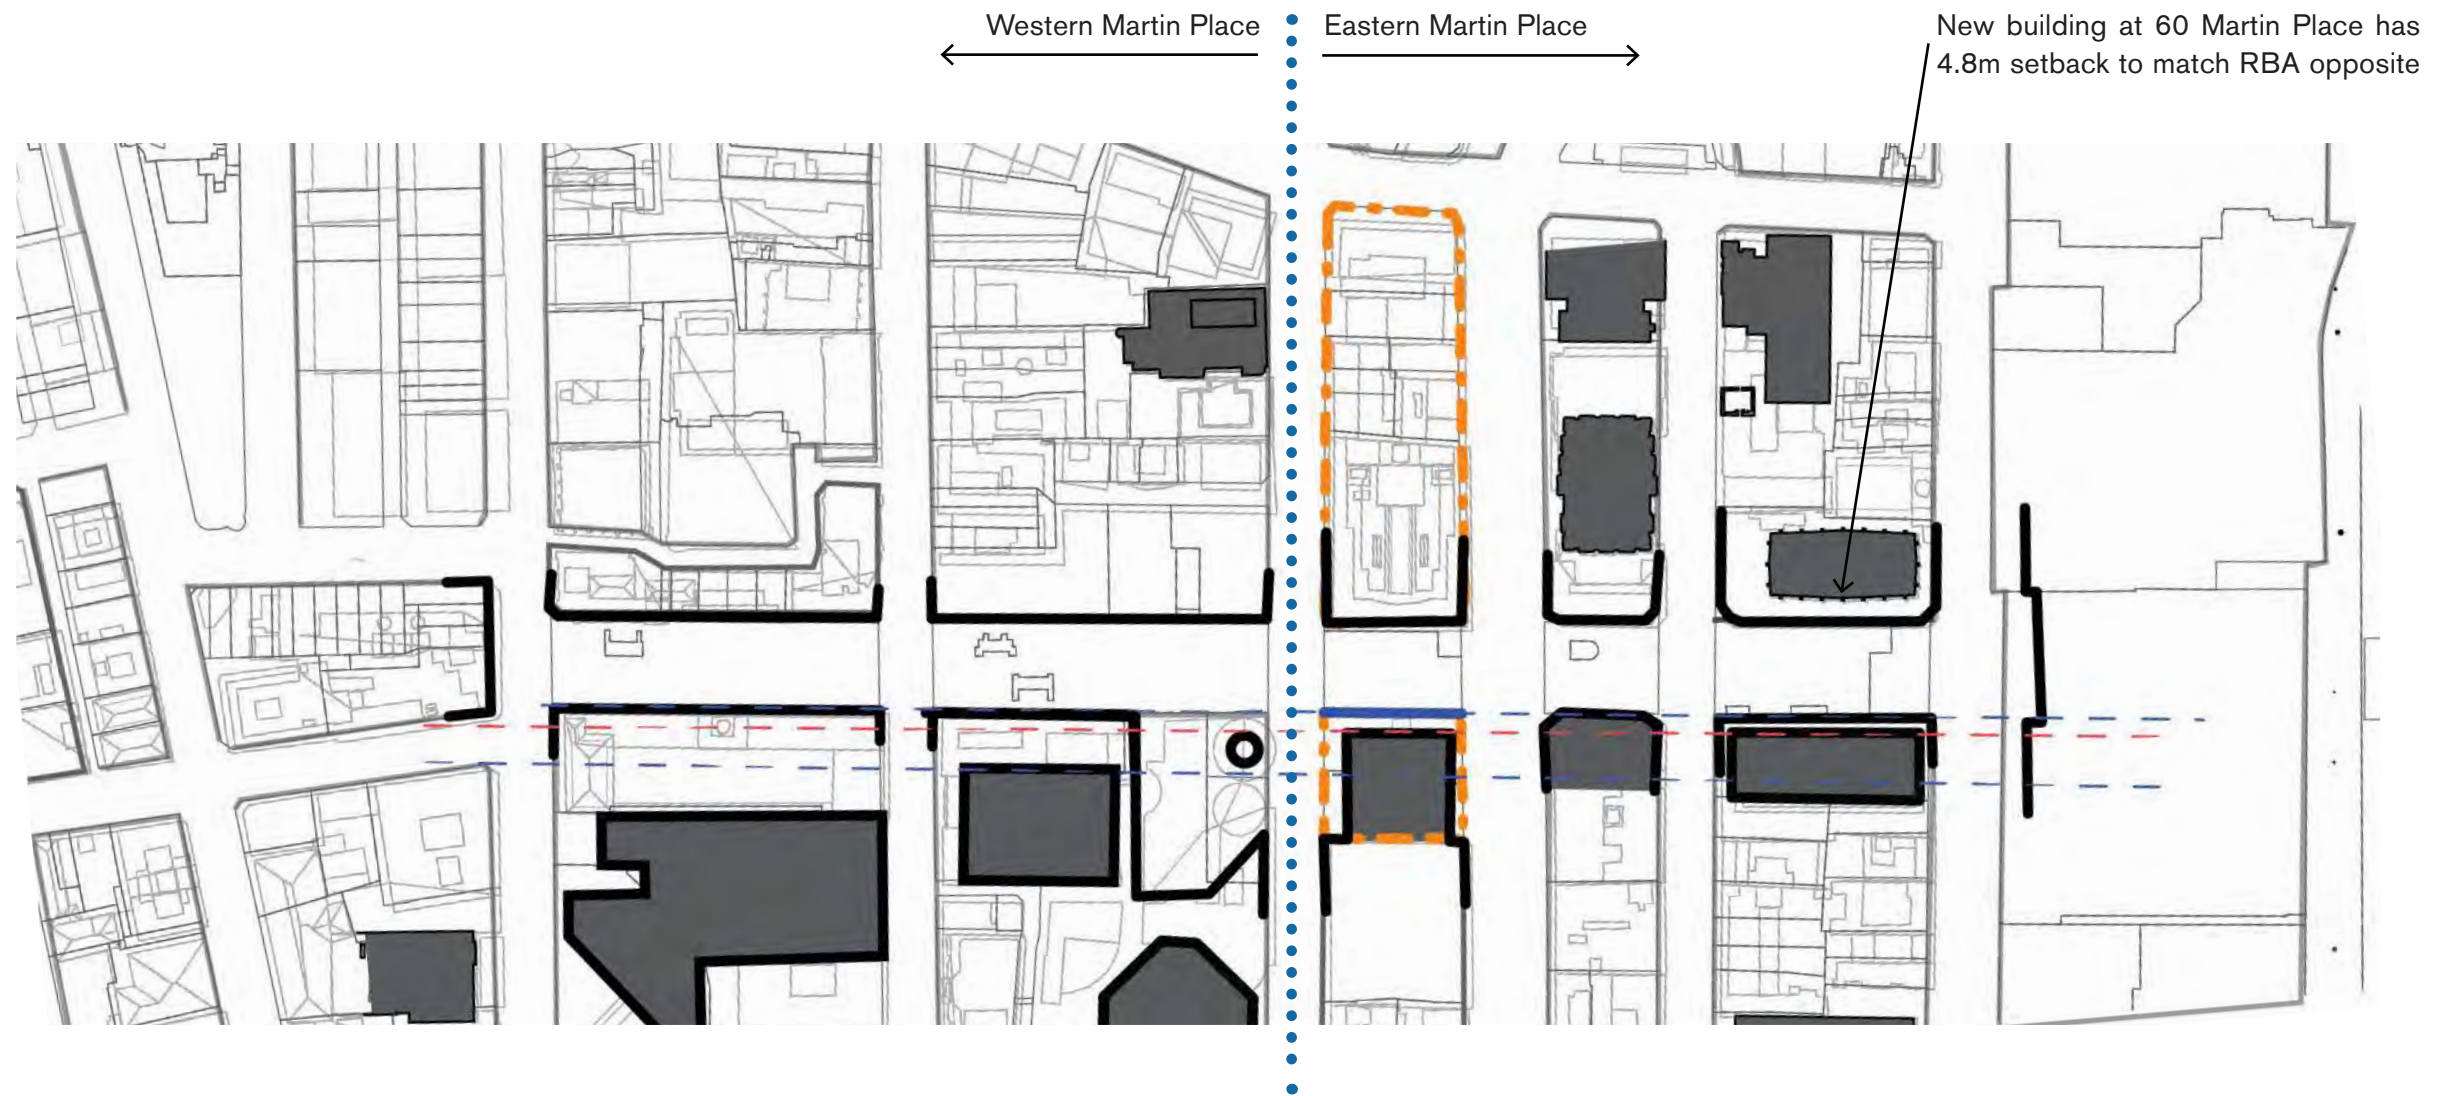 Western Martin Place
Eastern Martin Place
New building at 60 Martin Place has
4.8m setback to match RBA opposite